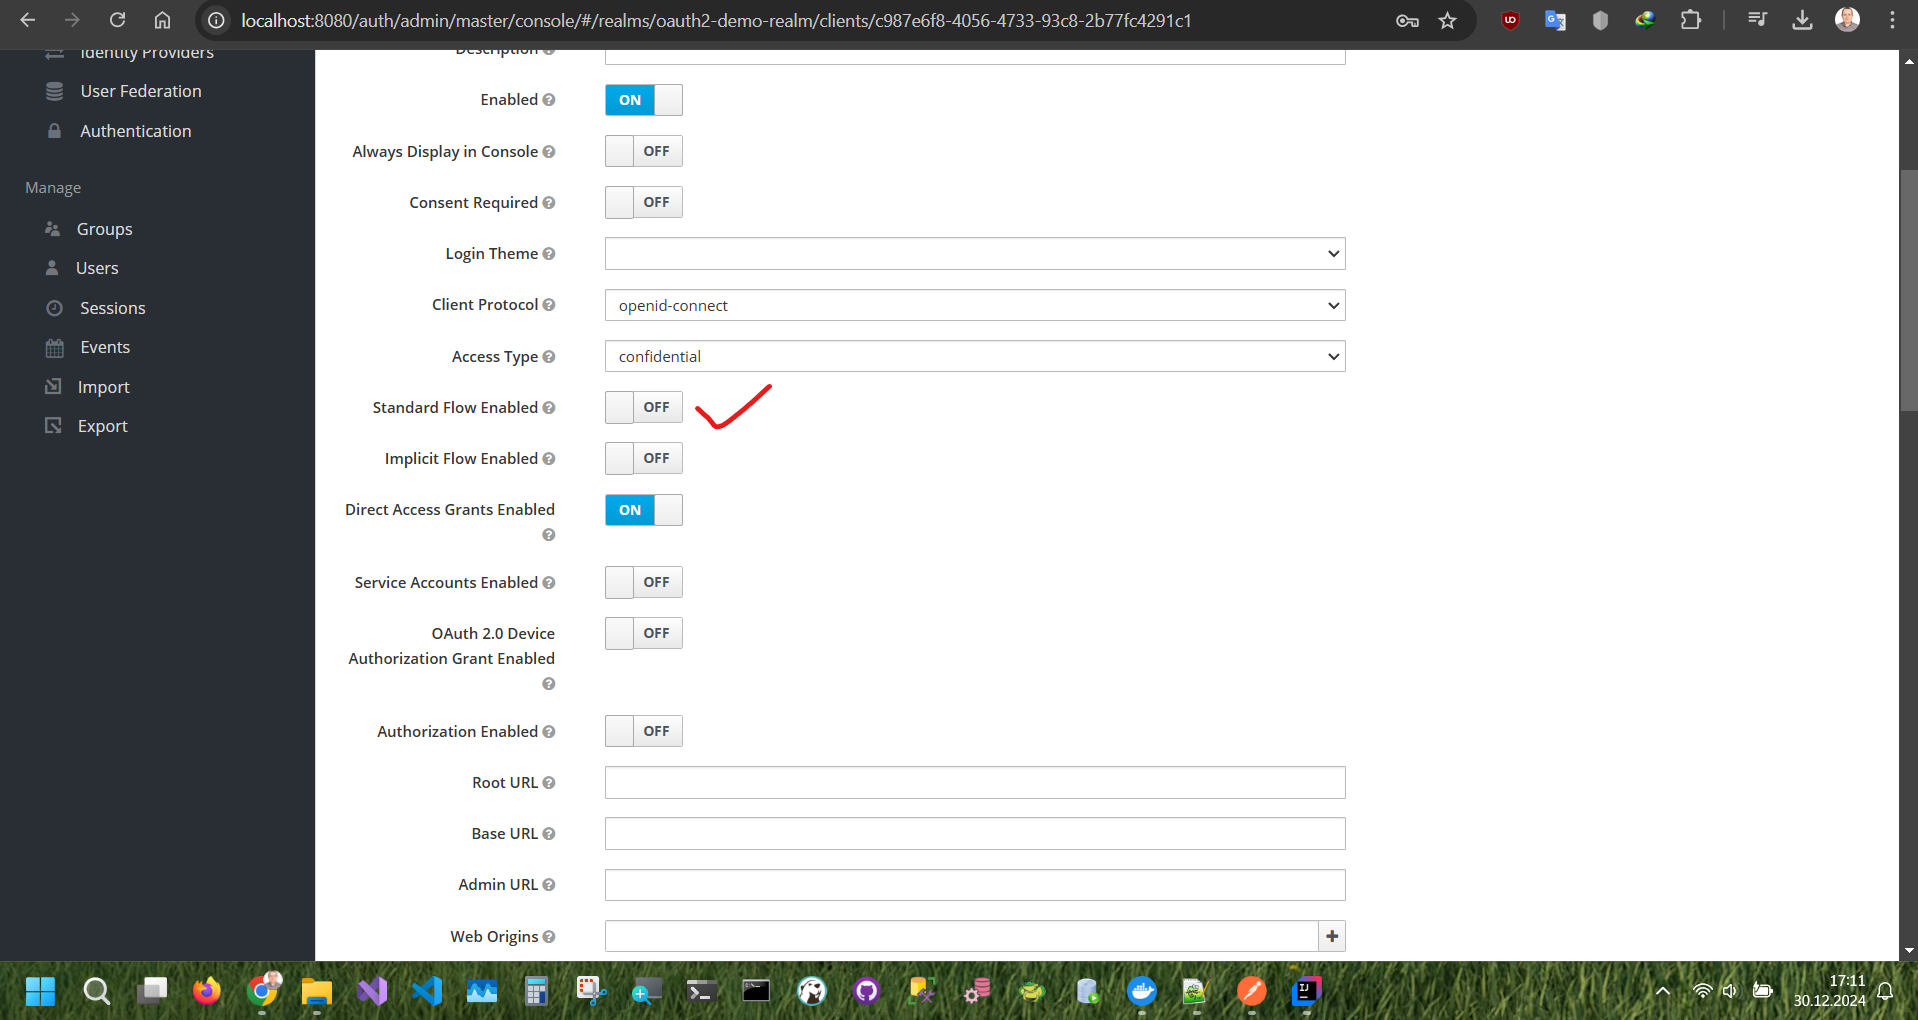 localhost:8080/auth/admin/master/console/#/realms/oauth2-demo-realm/clients/c987e6f8-4056-4733-93c8-2b77fc4291c1
Identity Providers
User Federation
Authentication
Manage
Groups
Users
Sessions
Events
Import
Export
Description
Enabled ON
Always Display in Console OFF
Consent Required OFF
Login Theme
Client Protocol openid-connect
Access Type confidential
Standard Flow Enabled OFF
Implicit Flow Enabled OFF
Direct Access Grants Enabled ON
Service Accounts Enabled OFF
OAuth 2.0 Device OFF
Authorization Grant Enabled
Authorization Enabled OFF
Root URL
Base URL
Admin URL
Web Origins
17:11
30.12.2024